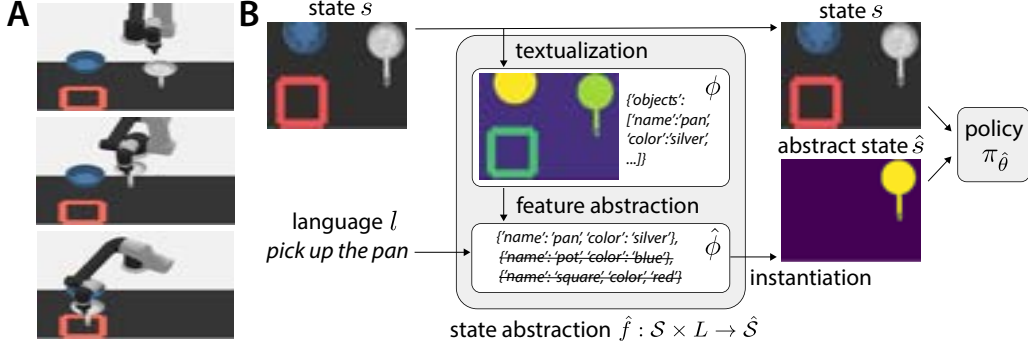 A
B
state s
state s
textualization
ϕ
{'objects':
['name':'pan',
'color':'silver',
...]}
policy
π_θ̂
abstract state ŝ
feature abstraction
language l
pick up the pan
{'name': 'pan', 'color': 'silver'},
{'name': 'pot', 'color': 'blue'},
{'name': 'square', 'color', 'red'}
ϕ̂
instantiation
state abstraction f̂ : S × L → Ŝ